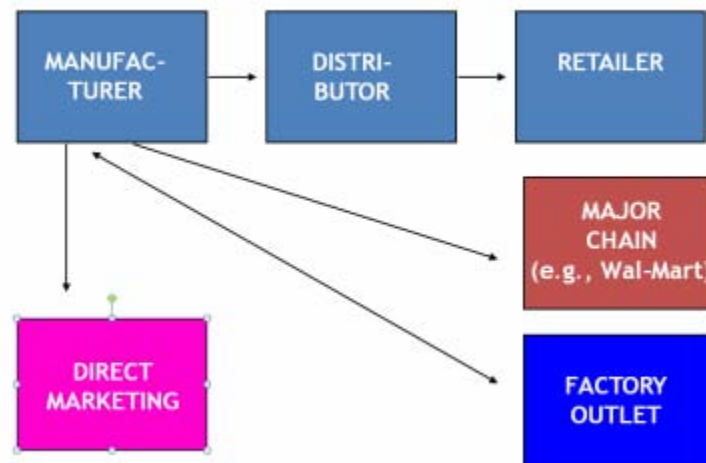 MANUFAC-
TURER
DISTRI-
BUTOR
RETAILER
MAJOR
CHAIN
(e.g., Wal-Mart)
DIRECT
MARKETING
FACTORY
OUTLET